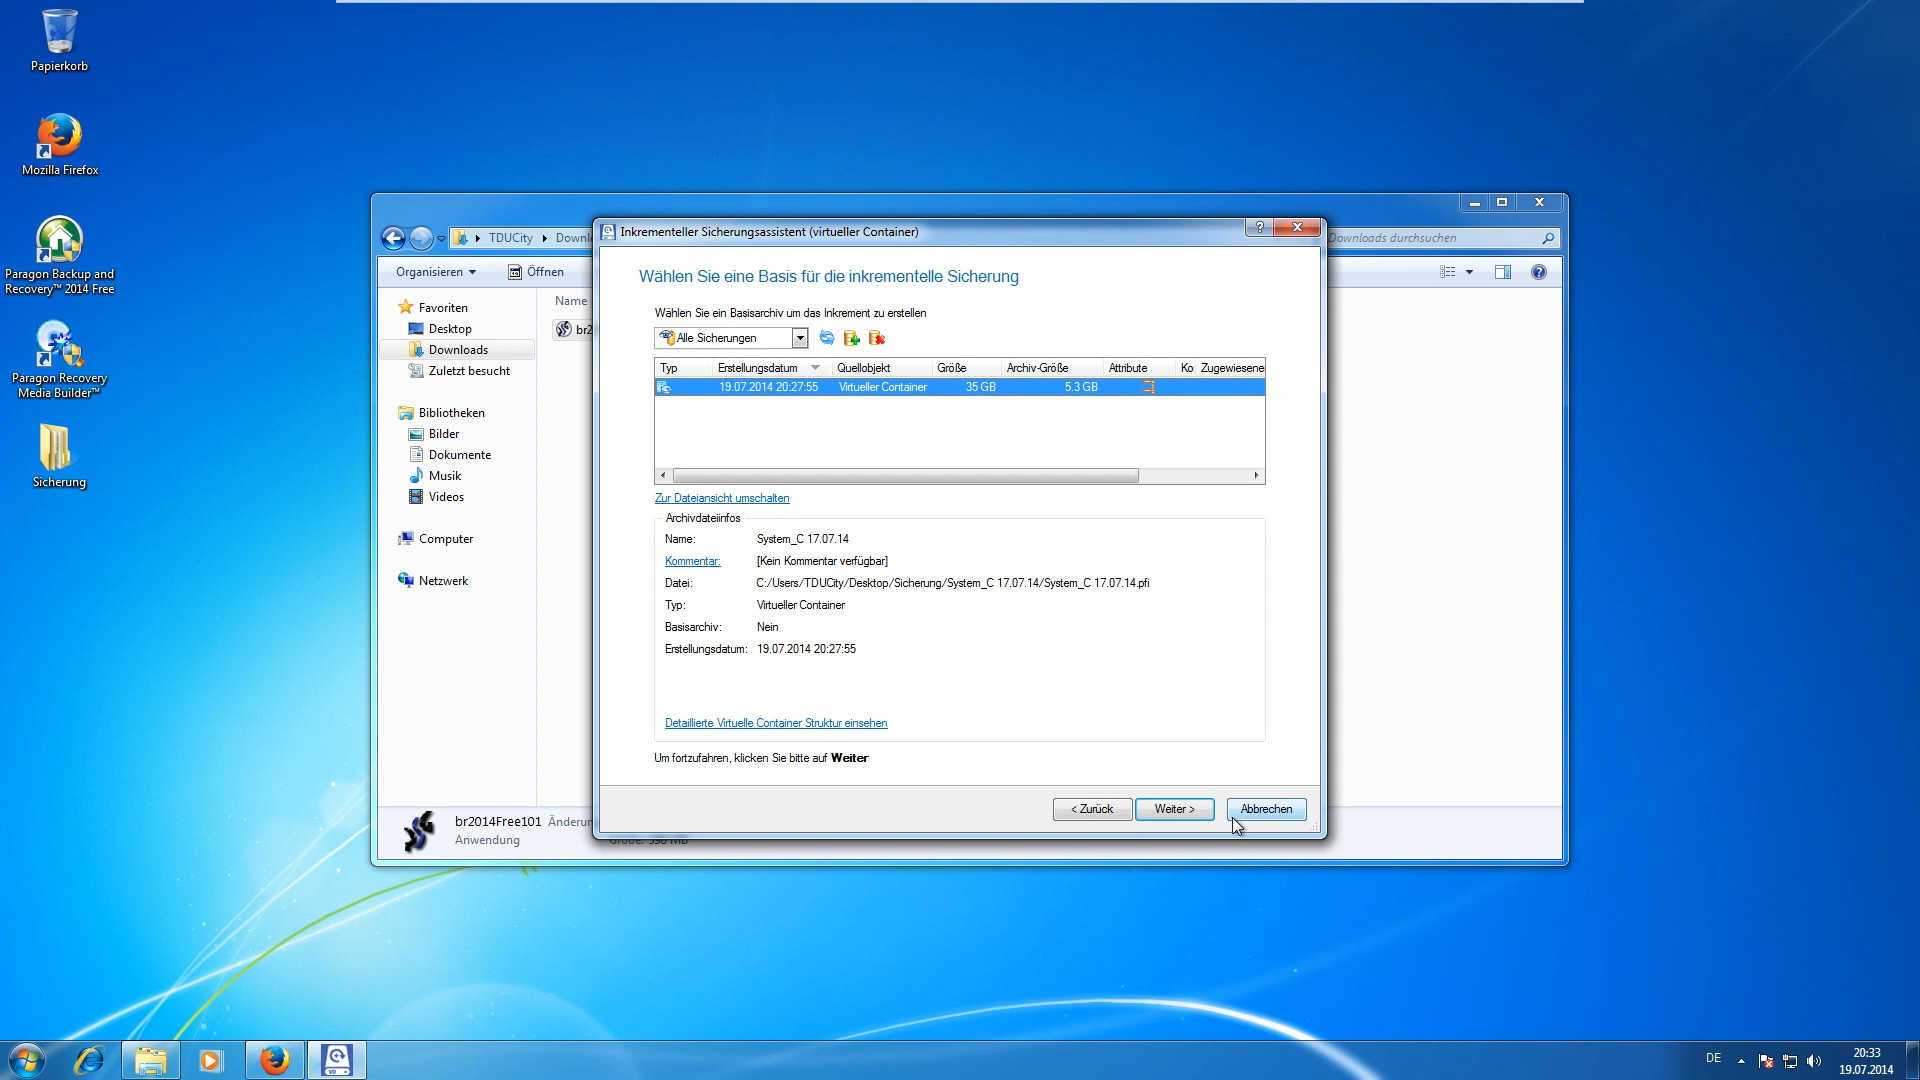 Papierkorb
Mozilla Firefox
Paragon Backup and
Recovery™ 2014 Free
Paragon Recovery
Media Builder™
Sicherung
TDUCity
Downl
Downloads durchsuchen
Organisieren
Öffnen
Name
br2
Favoriten
Desktop
Downloads
Zuletzt besucht
Bibliotheken
Bilder
Dokumente
Musik
Videos
Computer
Netzwerk
br2014Free101 Änderun
Anwendung
Inkrementeller Sicherungsassistent (virtueller Container)
Wählen Sie eine Basis für die inkrementelle Sicherung
Wählen Sie ein Basisarchiv um das Inkrement zu erstellen
Alle Sicherungen
Typ Erstellungsdatum Quellobjekt Größe Archiv-Größe Attribute Ko Zugewiesene
19.07.2014 20:27:55 Virtueller Container 35 GB 5.3 GB
Zur Dateiansicht umschalten
Archivdateiinfos
Name: System_C 17.07.14
Kommentar: [Kein Kommentar verfügbar]
Datei: C:/Users/TDUCity/Desktop/Sicherung/System_C 17.07.14/System_C 17.07.14.pfi
Typ: Virtueller Container
Basisarchiv: Nein
Erstellungsdatum: 19.07.2014 20:27:55
Detaillierte Virtuelle Container Struktur einsehen
Um fortzufahren, klicken Sie bitte auf Weiter
< Zurück
Weiter >
Abbrechen
DE
20:33
19.07.2014